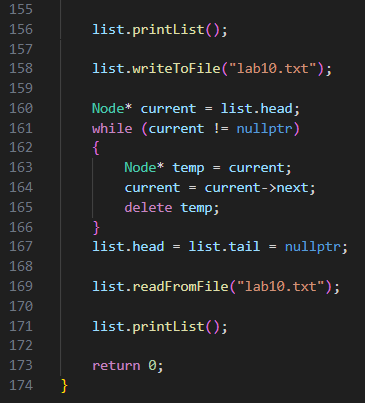 155
156 list.printList();
157
158 list.writeToFile("lab10.txt");
159
160 Node* current = list.head;
161 while (current != nullptr)
162 {
163 Node* temp = current;
164 current = current->next;
165 delete temp;
166 }
167 list.head = list.tail = nullptr;
168
169 list.readFromFile("lab10.txt");
170
171 list.printList();
172
173 return 0;
174 }